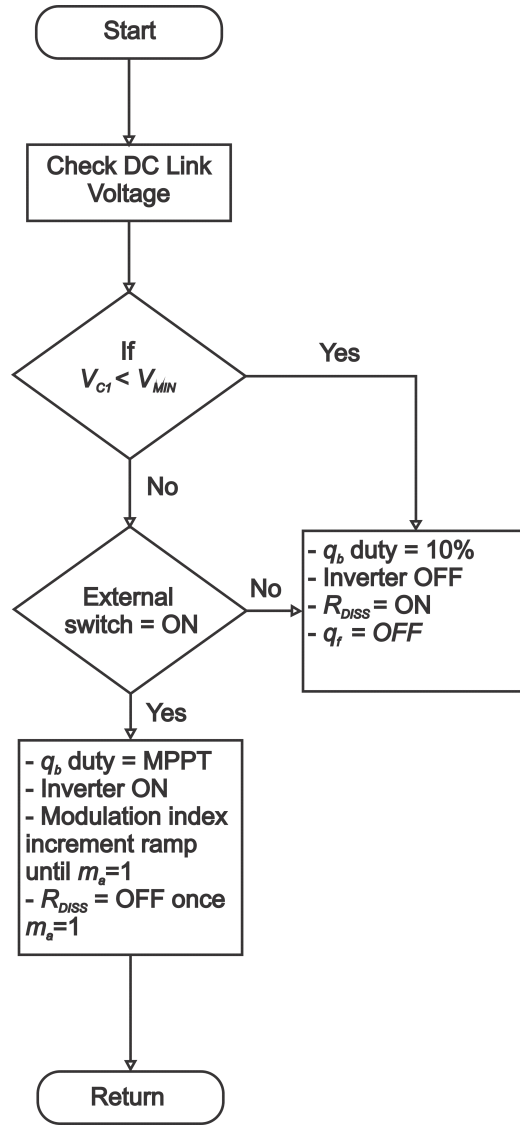 Start
Check DC Link
Voltage
If
V_C1 < V_MIN
Yes
No
External
switch = ON
No
- q_b duty = 10%
- Inverter OFF
- R_DISS = ON
- q_f = OFF
Yes
- q_b duty = MPPT
- Inverter ON
- Modulation index
increment ramp
until m_a=1
- R_DISS = OFF once
m_a=1
Return